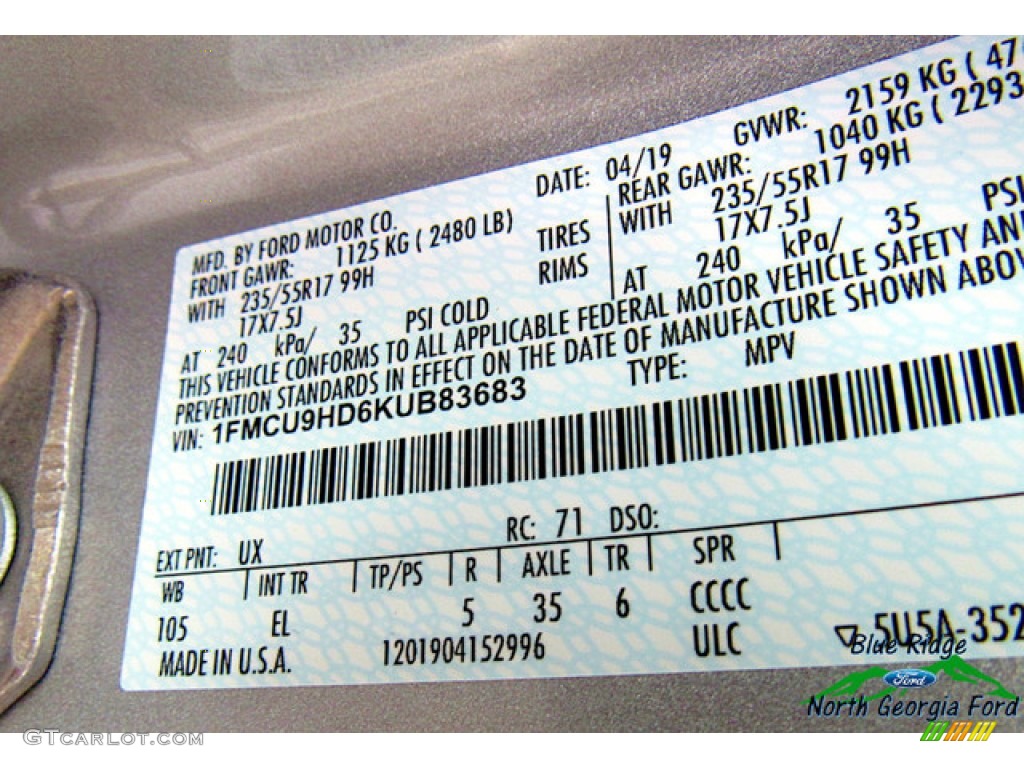 MFD. BY FORD MOTOR CO.
DATE: 04/19
GVWR: 2159 KG ( 47
FRONT GAWR: 1125 KG ( 2480 LB)
REAR GAWR: 1040 KG ( 2293
WITH 235/55R17 99H TIRES
WITH 235/55R17 99H
17X7.5J RIMS
17X7.5J
AT 240 kPa/ 35 PSI COLD
AT 240 kPa/ 35 PSI
THIS VEHICLE CONFORMS TO ALL APPLICABLE FEDERAL MOTOR VEHICLE SAFETY AND
PREVENTION STANDARDS IN EFFECT ON THE DATE OF MANUFACTURE SHOWN ABOV
VIN: 1FMCU9HD6KUB83683
TYPE: MPV
EXT PNT: UX RC: 71 DSO:
WB INT TR TP/PS R AXLE TR SPR
105 EL 5 35 6 CCCC
MADE IN U.S.A. 1201904152996 ULC 5U5A-352
Blue Ridge
Ford
North Georgia Ford
GTCARLOT.COM